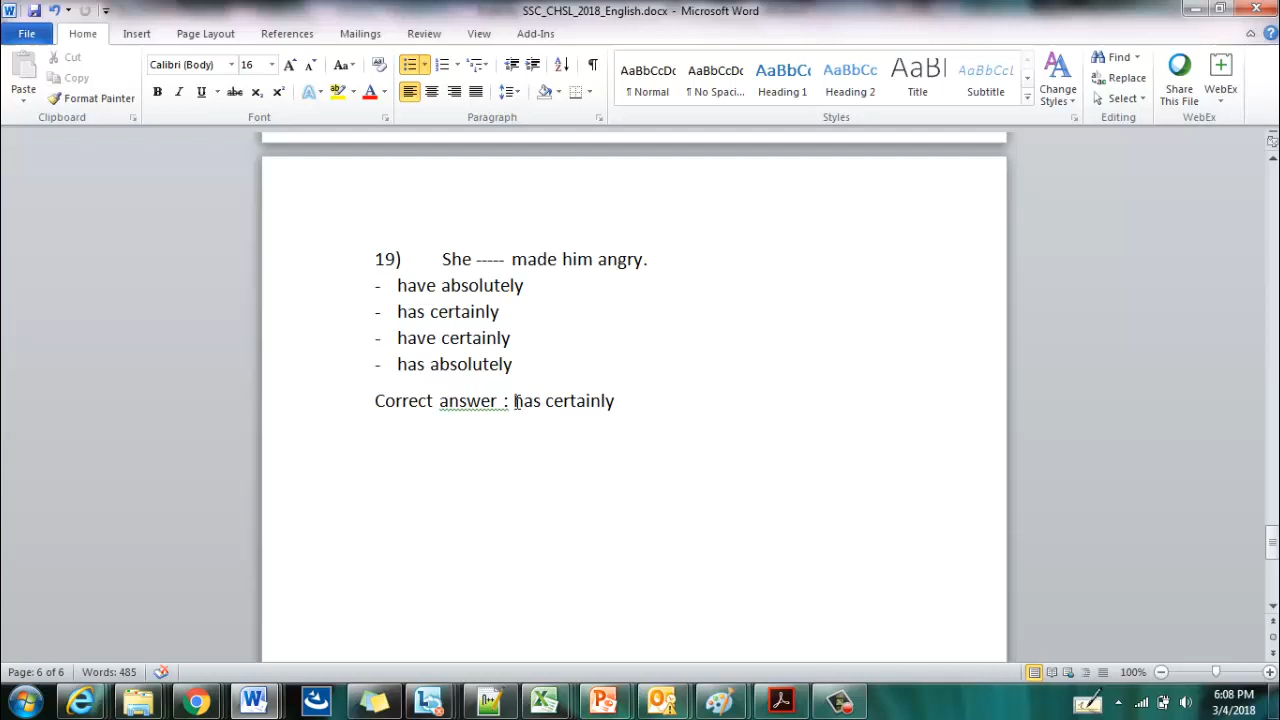 SSC_CHSL_2018_English.docx - Microsoft Word
File Home Insert Page Layout References Mailings Review View Add-Ins
Paste
Cut
Copy
Format Painter
Clipboard
Calibri (Body) 16
Font
Paragraph
AaBbCcDc AaBbCcDc AaBbCc AaBbCc AaBl AaBbCcL
¶ Normal ¶ No Spaci... Heading 1 Heading 2 Title Subtitle
Styles
Change Styles
Find
Replace
Select
Editing
Share This File
WebEx
WebEx
19) She ----- made him angry.
- have absolutely
- has certainly
- have certainly
- has absolutely
Correct answer : has certainly
Page: 6 of 6 Words: 485 100%
6:08 PM
3/4/2018